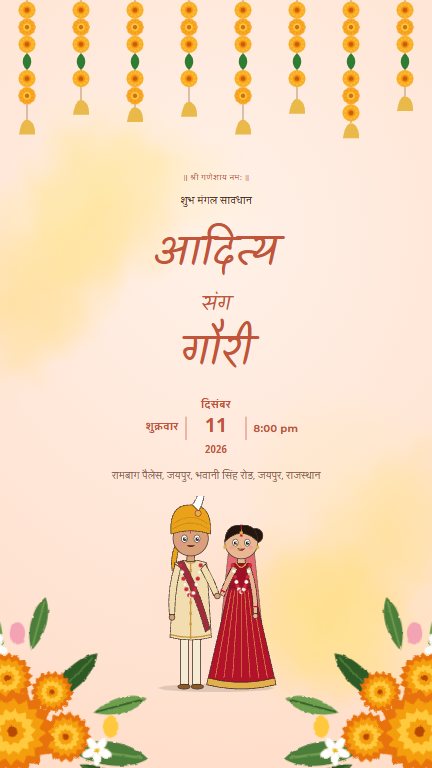 ॥ श्री गणेशाय नमः ॥
शुभ मंगल सावधान
आदित्य
संग
गौरी
दिसंबर
शुक्रवार 11 8:00 pm
2026
रामबाग पैलेस, जयपुर, भवानी सिंह रोड, जयपुर, राजस्थान